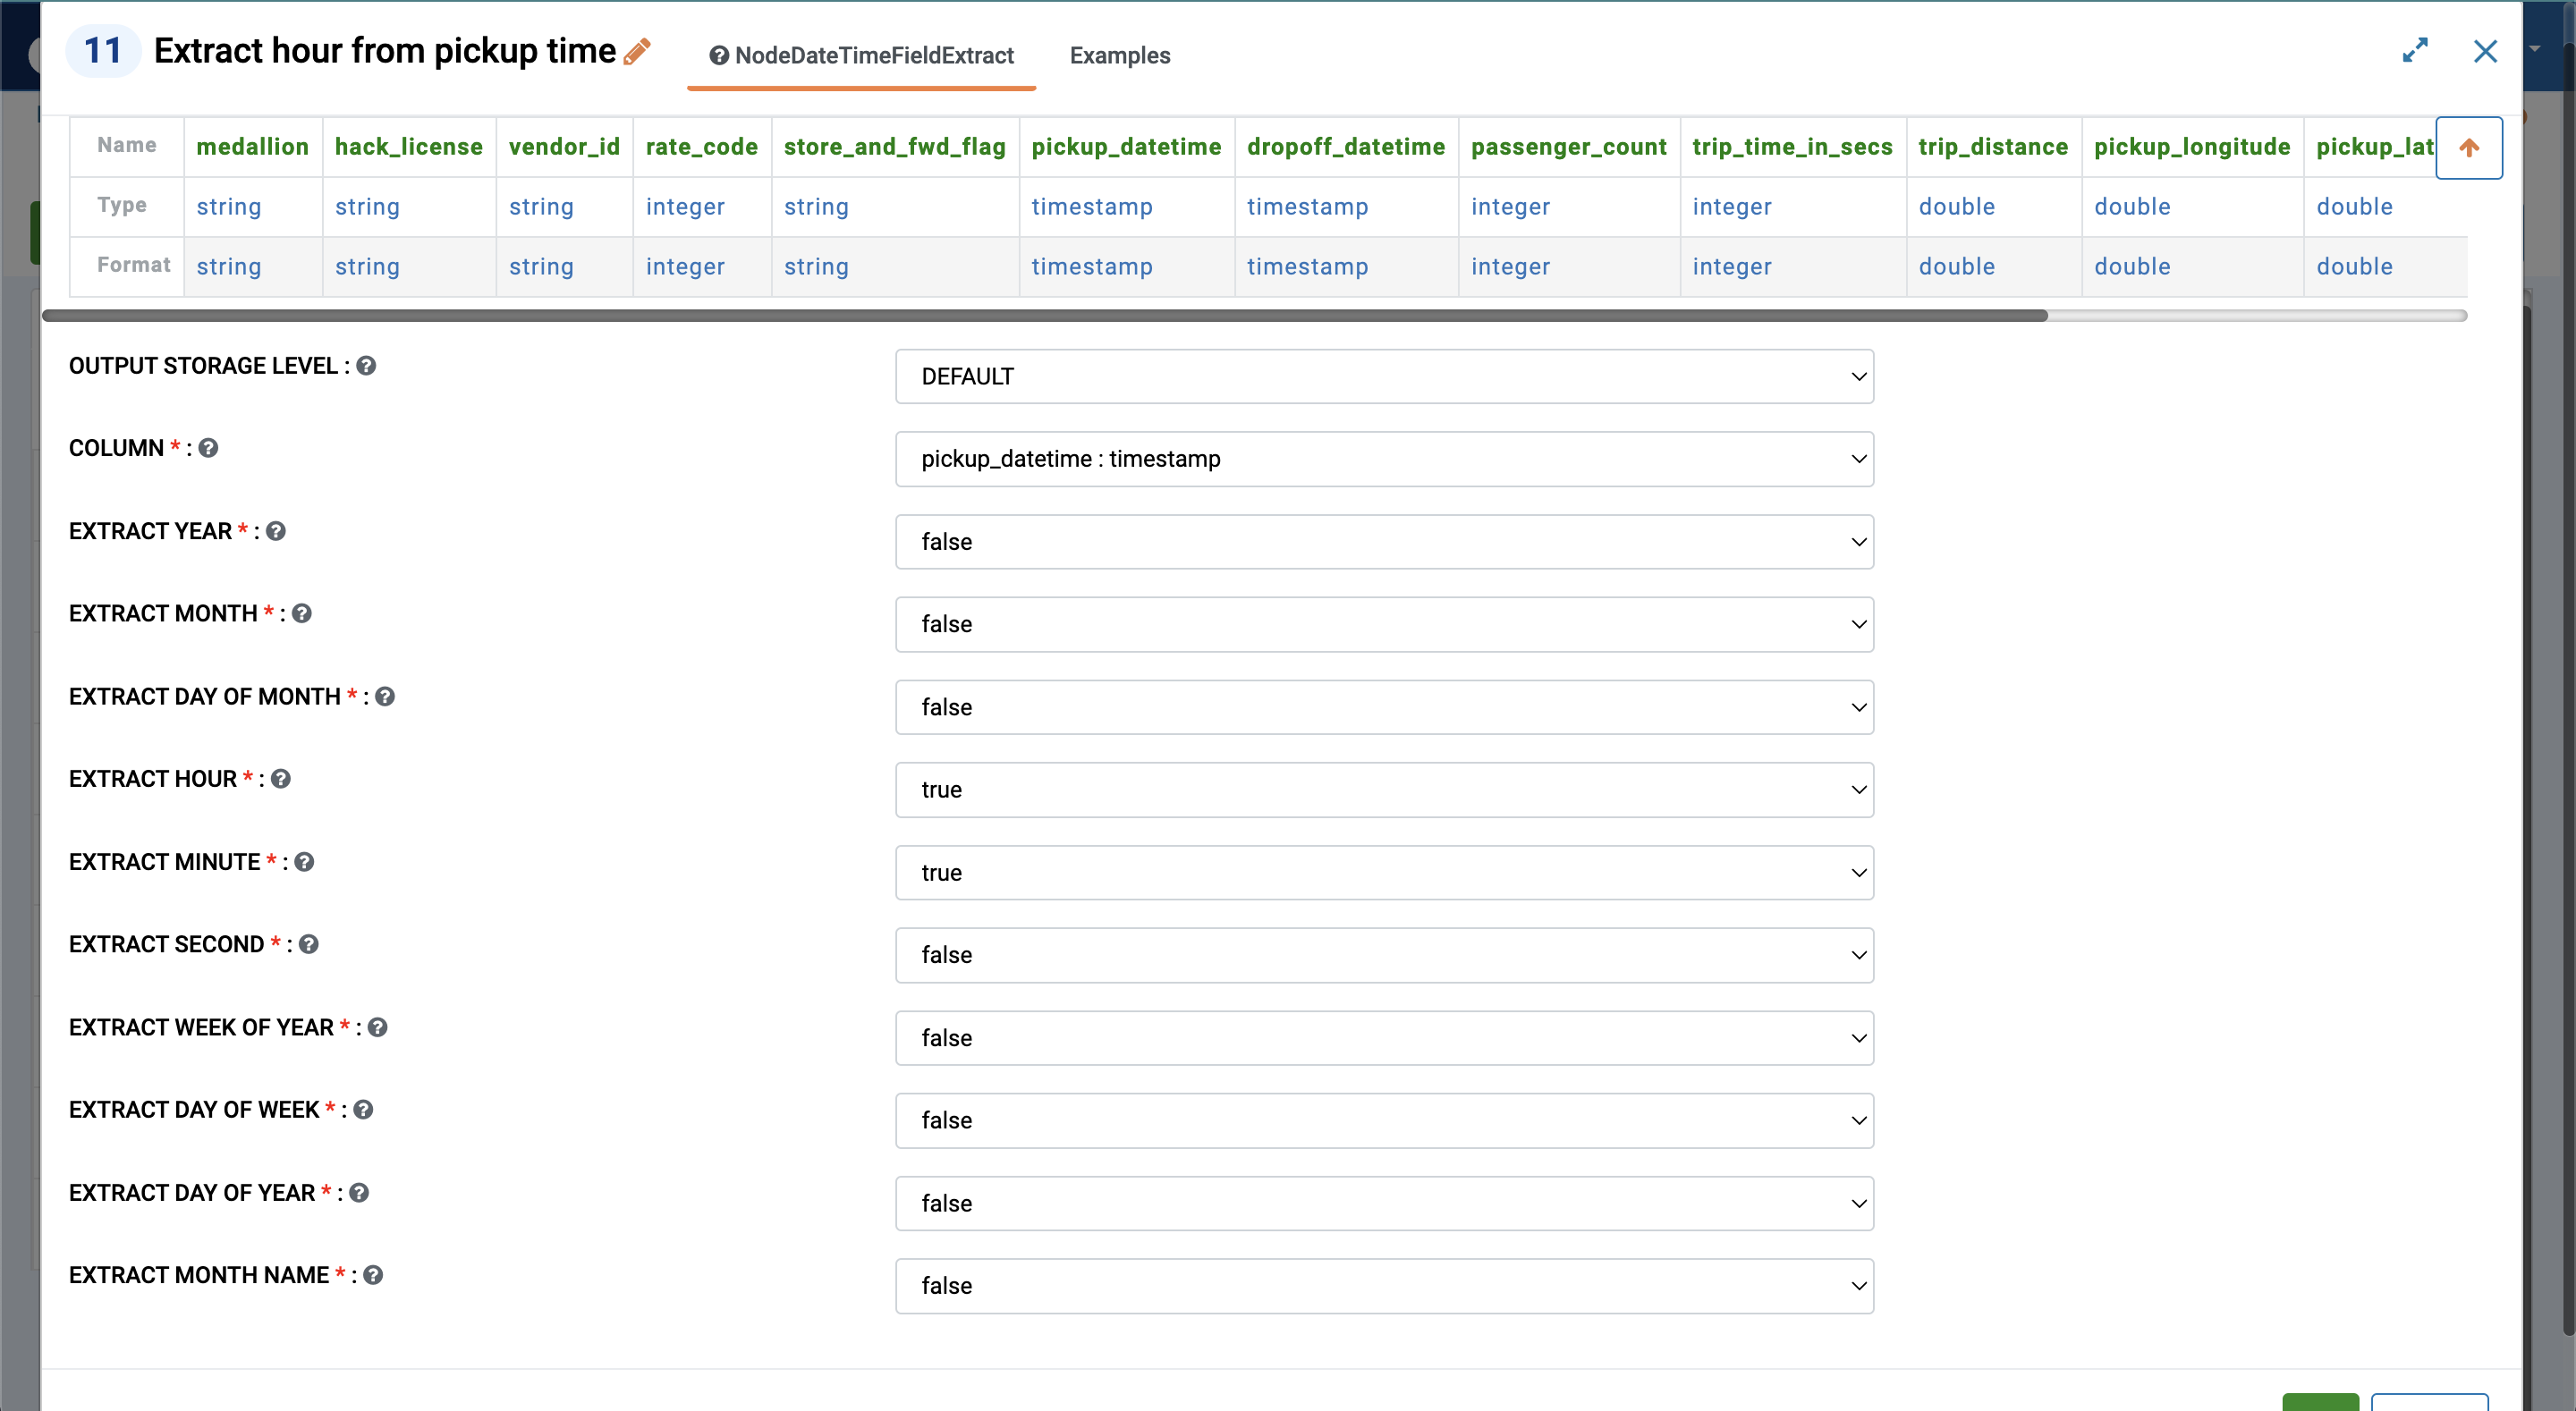 11 Extract hour from pickup time NodeDateTimeFieldExtract Examples
Name medallion hack_license vendor_id rate_code store_and_fwd_flag pickup_datetime dropoff_datetime passenger_count trip_time_in_secs trip_distance pickup_longitude pickup_lat
Type string string string integer string timestamp timestamp integer integer double double double
Format string string string integer string timestamp timestamp integer integer double double double
OUTPUT STORAGE LEVEL : DEFAULT
COLUMN * : pickup_datetime : timestamp
EXTRACT YEAR * : false
EXTRACT MONTH * : false
EXTRACT DAY OF MONTH * : false
EXTRACT HOUR * : true
EXTRACT MINUTE * : true
EXTRACT SECOND * : false
EXTRACT WEEK OF YEAR * : false
EXTRACT DAY OF WEEK * : false
EXTRACT DAY OF YEAR * : false
EXTRACT MONTH NAME * : false